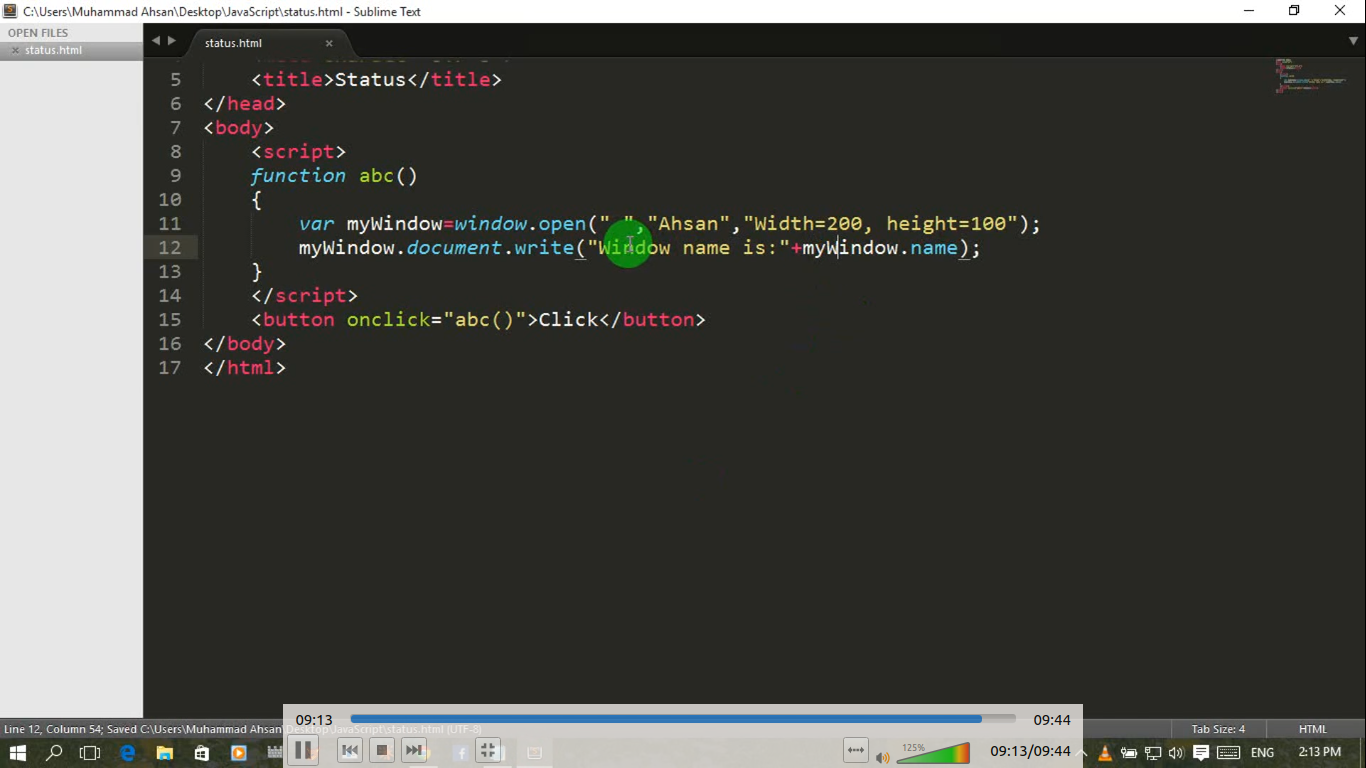 C:\Users\Muhammad Ahsan\Desktop\JavaScript\status.html - Sublime Text
OPEN FILES
status.html
status.html
5 <title>Status</title>
6 </head>
7 <body>
8 <script>
9 function abc()
10 {
11 var myWindow=window.open(" ","Ahsan","Width=200, height=100");
12 myWindow.document.write("Window name is:"+myWindow.name);
13 }
14 </script>
15 <button onclick="abc()">Click</button>
16 </body>
17 </html>
09:13 09:44
Line 12, Column 54; Saved C:\Users\Muhammad Ahsan\Desktop\JavaScript\status.html (UTF-8) Tab Size: 4 HTML
125% 09:13/09:44 ENG 2:13 PM